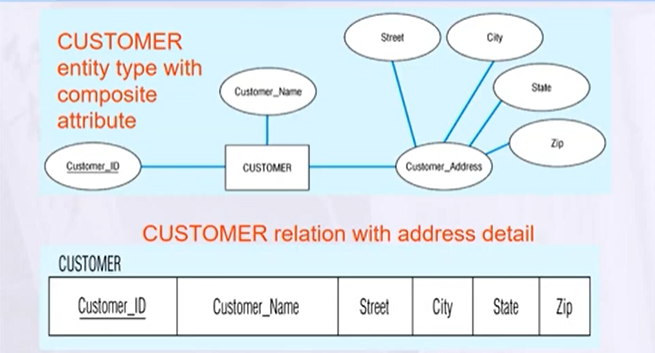 CUSTOMER
entity type with
composite
attribute
Street
City
State
Zip
Customer_Name
Customer_ID
CUSTOMER
Customer_Address
CUSTOMER relation with address detail
CUSTOMER
Customer_ID Customer_Name Street City State Zip